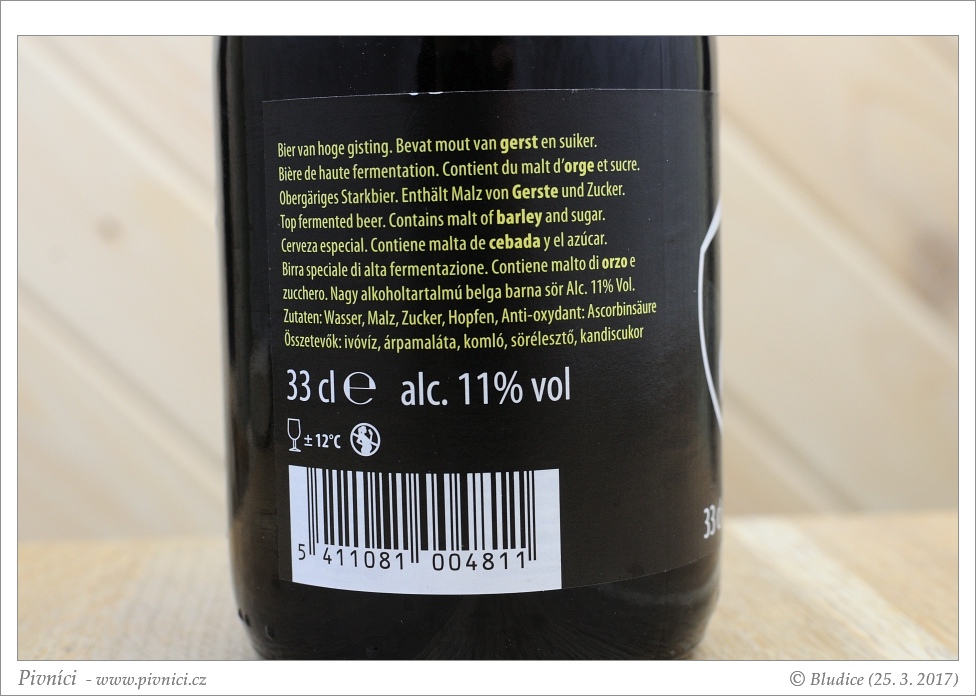 Bier van hoge gisting. Bevat mout van gerst en suiker.
Bière de haute fermentation. Contient du malt d'orge et sucre.
Obergäriges Starkbier. Enthält Malz von Gerste und Zucker.
Top fermented beer. Contains malt of barley and sugar.
Cerveza especial. Contiene malta de cebada y el azúcar.
Birra speciale di alta fermentazione. Contiene malto di orzo e
zucchero. Nagy alkoholtartalmú belga barna sör Alc. 11% Vol.
Zutaten: Wasser, Malz, Zucker, Hopfen, Anti-oxydant: Ascorbinsäure
Összetevők: ivóvíz, árpamaláta, komló, sörélesztő, kandiscukor
33 cl ℮ alc. 11% vol
± 12°C
5 411081 004811
33 c
Pivníci - www.pivnici.cz
© Bludice (25. 3. 2017)